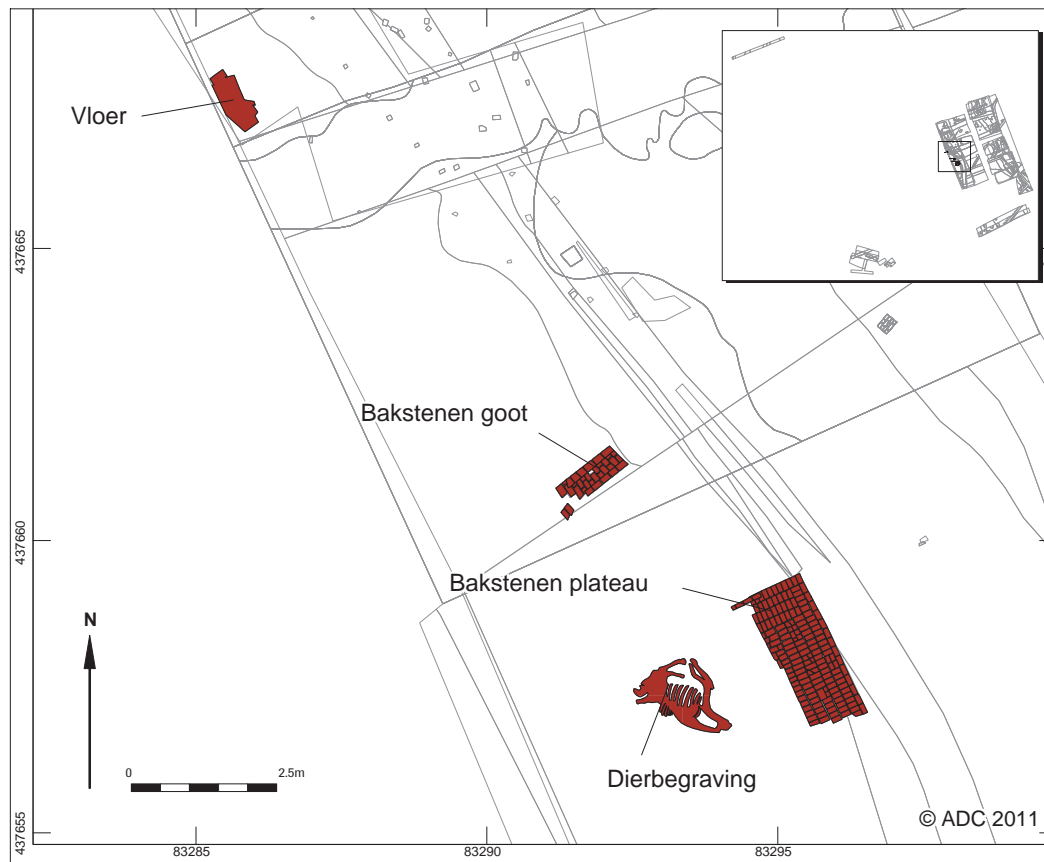 Vloer
437665
Bakstenen goot
437660
Bakstenen plateau
N
0 2.5m
Dierbegraving
© ADC 2011
437655
83285 83290 83295